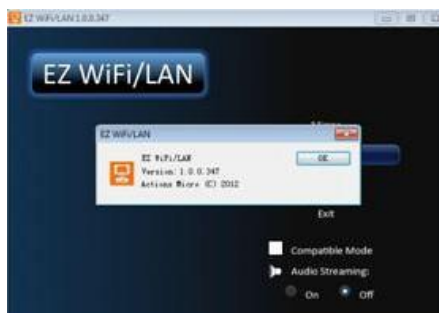 EZ WiFi/LAN 1.0.0.347
EZ WiFi/LAN
EZ WiFi/LAN
EZ WiFi/LAN
Version: 1.0.0.347
Actions Micro (C) 2012
OK
Exit
Compatible Mode
Audio Streaming:
On Off